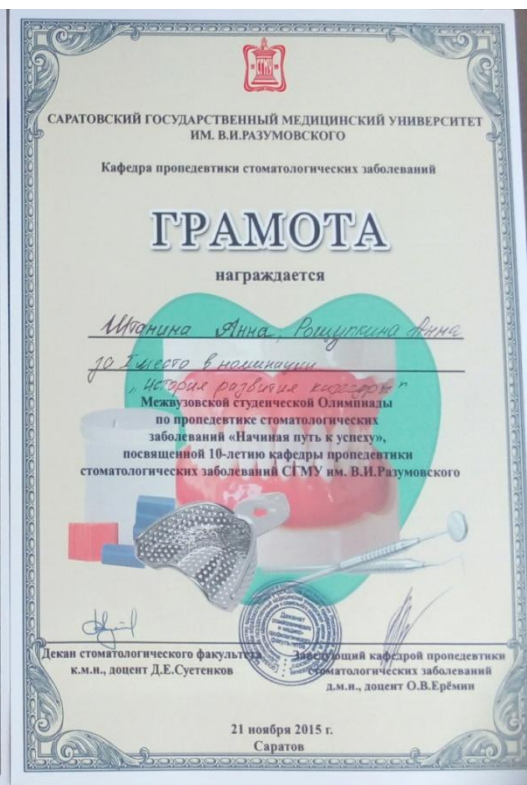 САРАТОВСКИЙ ГОСУДАРСТВЕННЫЙ МЕДИЦИНСКИЙ УНИВЕРСИТЕТ
ИМ. В.И.РАЗУМОВСКОГО
Кафедра пропедевтики стоматологических заболеваний
ГРАМОТА
награждается
Штанина Анна, Рощупкина Анна
за I место в номинации
„История развития кафедры"
Межвузовской студенческой Олимпиады
по пропедевтике стоматологических
заболеваний «Начиная путь к успеху»,
посвященной 10-летию кафедры пропедевтики
стоматологических заболеваний СГМУ им. В.И.Разумовского
Декан стоматологического факультета
к.м.н., доцент Д.Е.Суетенков
Заведующий кафедрой пропедевтики
стоматологических заболеваний
д.м.н., доцент О.В.Ерёмин
21 ноября 2015 г.
Саратов